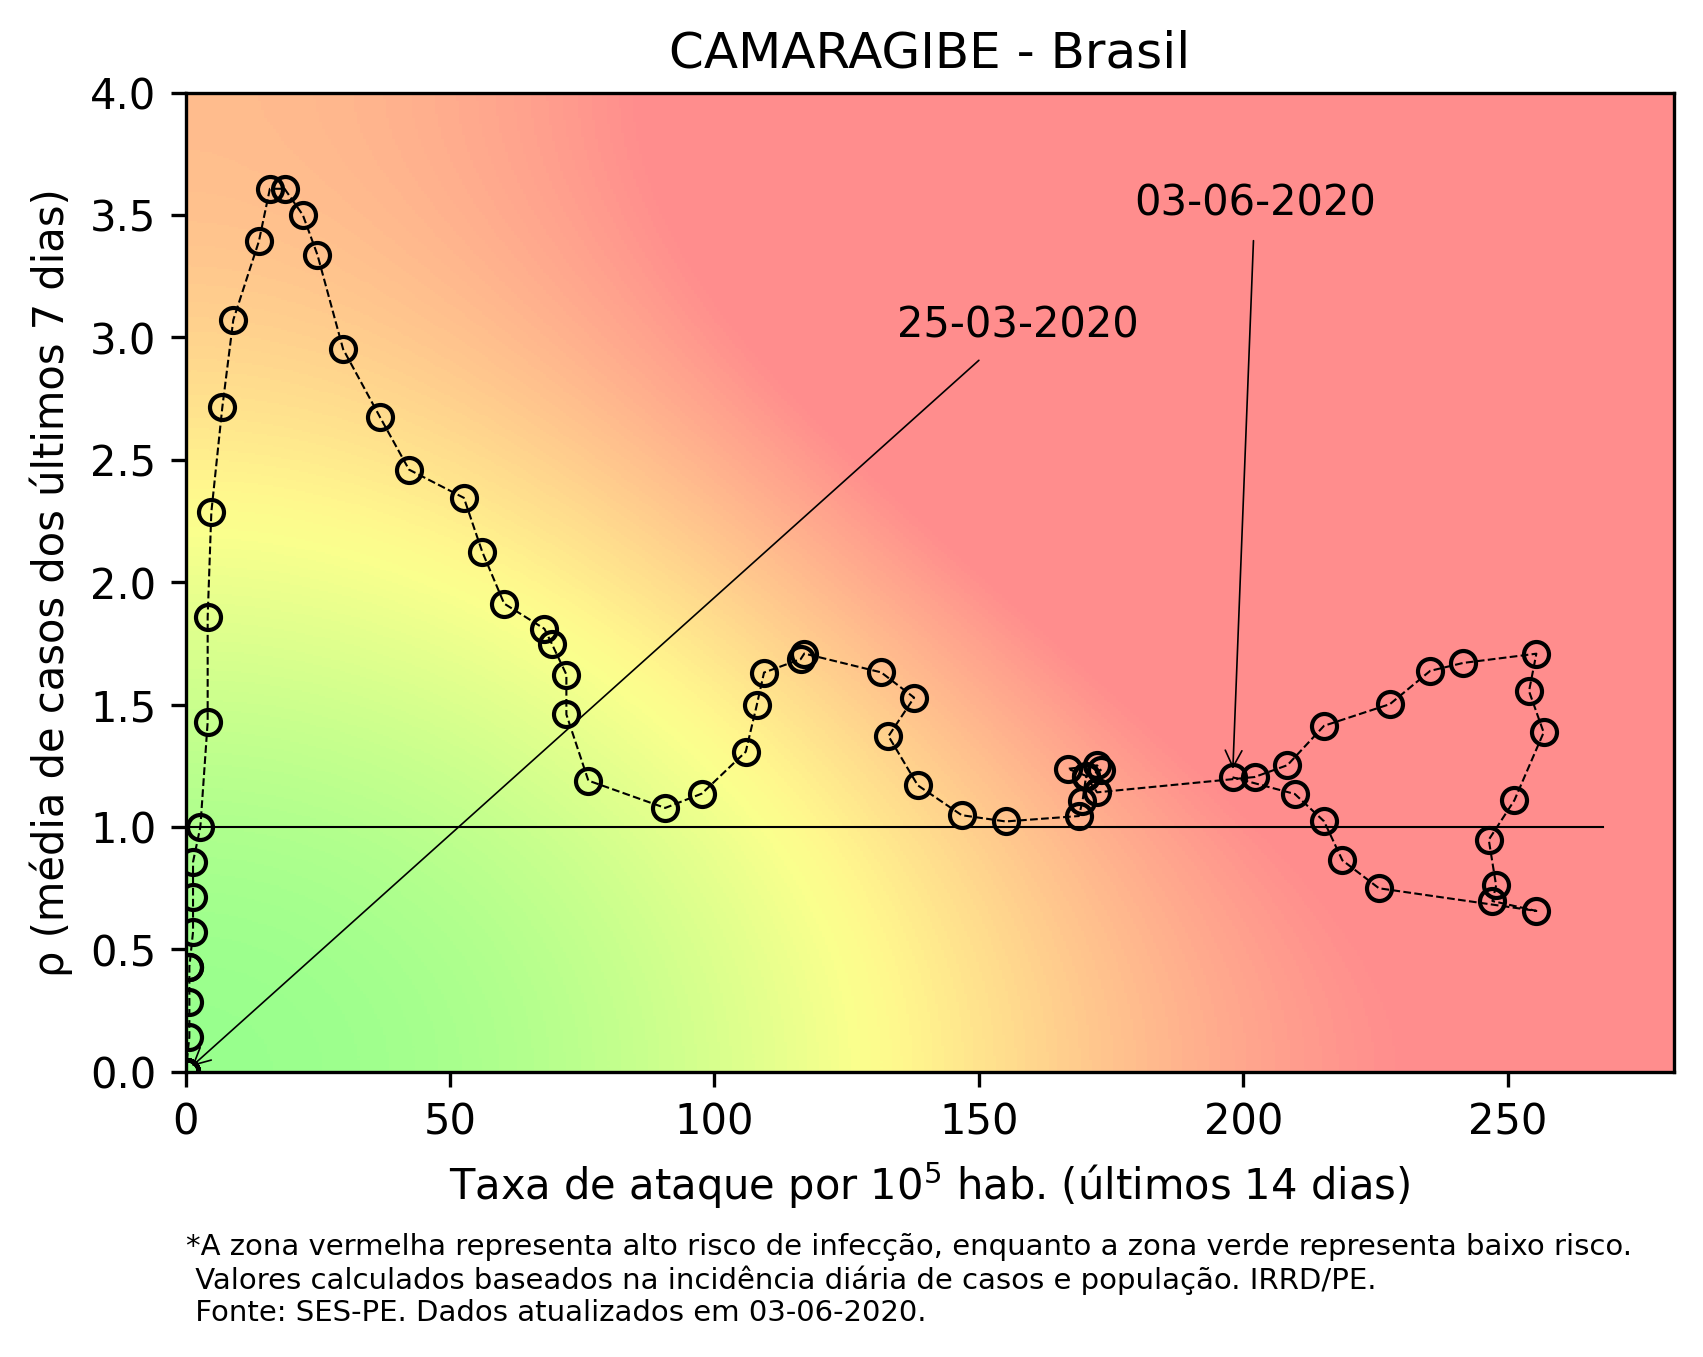 CAMARAGIBE - Brasil
4.0
3.5
3.0
2.5
2.0
1.5
1.0
0.5
0.0
ρ (média de casos dos últimos 7 dias)
03-06-2020
25-03-2020
0 50 100 150 200 250
Taxa de ataque por 10⁵ hab. (últimos 14 dias)
*A zona vermelha representa alto risco de infecção, enquanto a zona verde representa baixo risco.
Valores calculados baseados na incidência diária de casos e população. IRRD/PE.
Fonte: SES-PE. Dados atualizados em 03-06-2020.